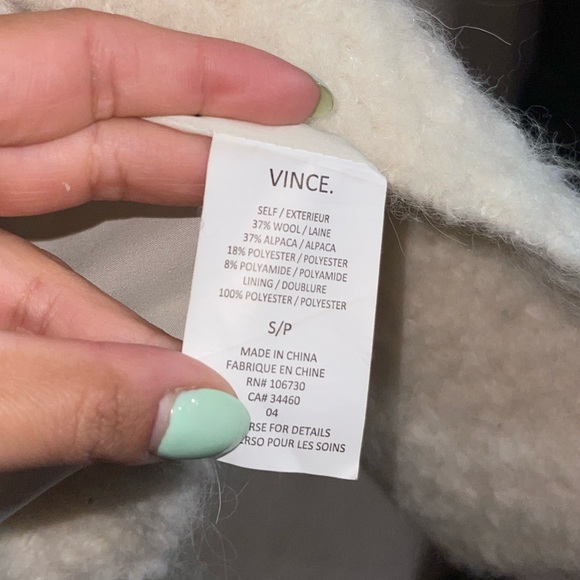 VINCE.
SELF / EXTERIEUR
37% WOOL / LAINE
37% ALPACA / ALPACA
18% POLYESTER / POLYESTER
8% POLYAMIDE / POLYAMIDE
LINING / DOUBLURE
100% POLYESTER / POLYESTER
S/P
MADE IN CHINA
FABRIQUE EN CHINE
RN# 106730
CA# 34460
04
FOR DETAILS
POUR LES SOINS